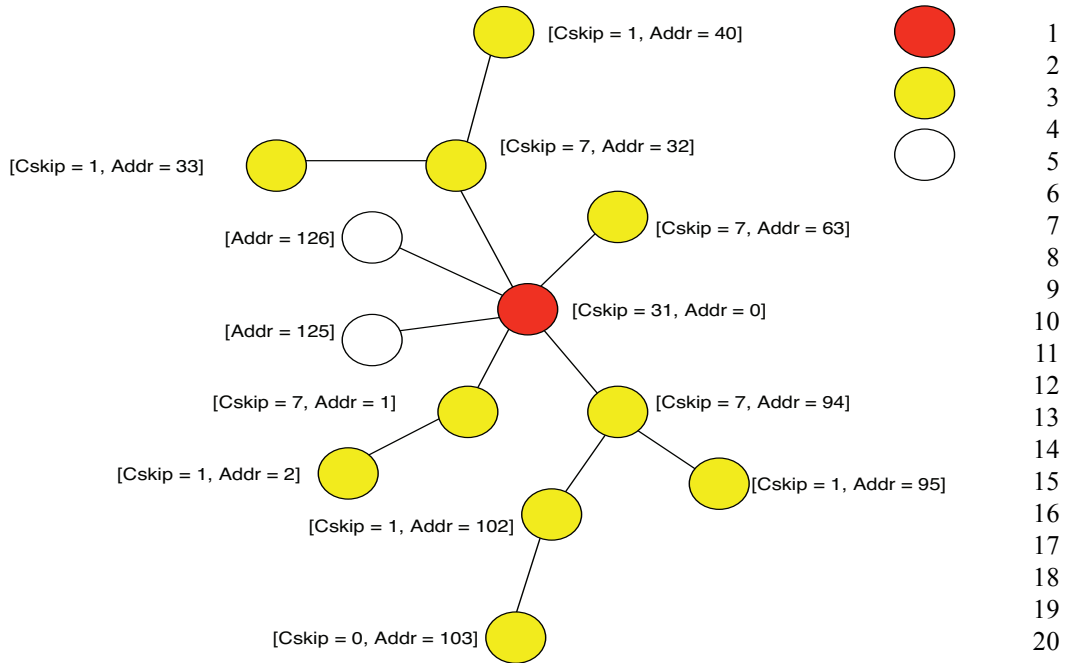 [Cskip = 1, Addr = 40]
[Cskip = 7, Addr = 32]
[Cskip = 1, Addr = 33]
[Cskip = 7, Addr = 63]
[Addr = 126]
[Cskip = 31, Addr = 0]
[Addr = 125]
[Cskip = 7, Addr = 1]
[Cskip = 7, Addr = 94]
[Cskip = 1, Addr = 2]
[Cskip = 1, Addr = 95]
[Cskip = 1, Addr = 102]
[Cskip = 0, Addr = 103]
1
2
3
4
5
6
7
8
9
10
11
12
13
14
15
16
17
18
19
20